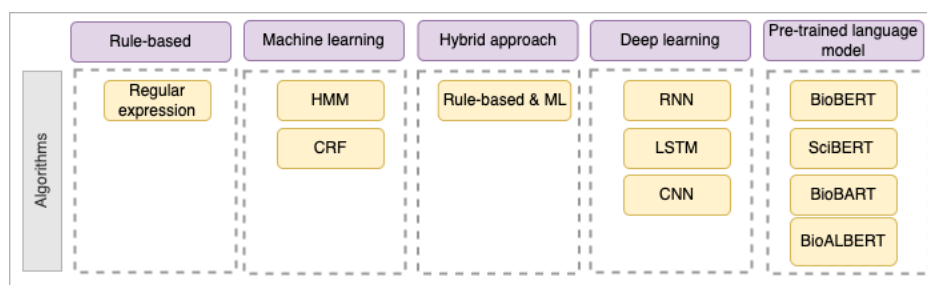 Rule-based
Machine learning
Hybrid approach
Deep learning
Pre-trained language
model
Algorithms
Regular
expression
HMM
CRF
Rule-based & ML
RNN
LSTM
CNN
BioBERT
SciBERT
BioBART
BioALBERT